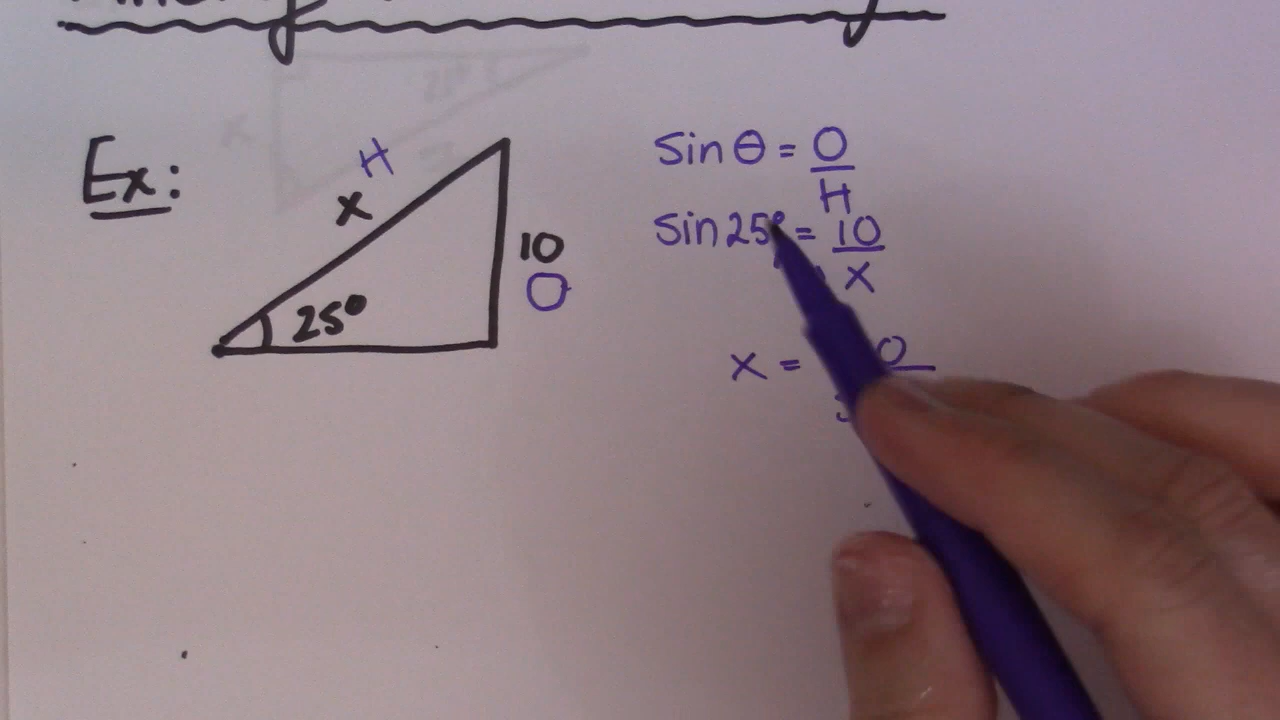 Ex:
H
x
10
O
25°
Sin θ = O/H
Sin 25° = 10/x
x =